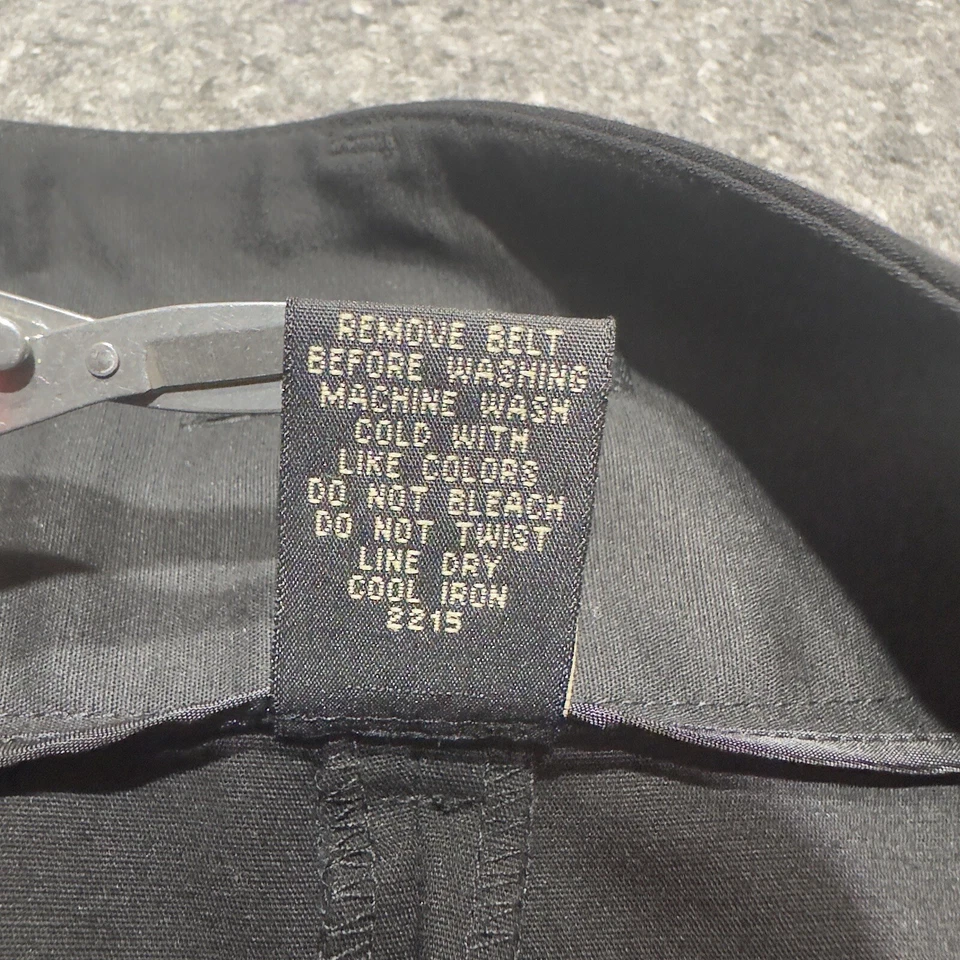 REMOVE BELT
BEFORE WASHING
MACHINE WASH
COLD WITH
LIKE COLORS
DO NOT BLEACH
DO NOT TWIST
LINE DRY
COOL IRON
2215